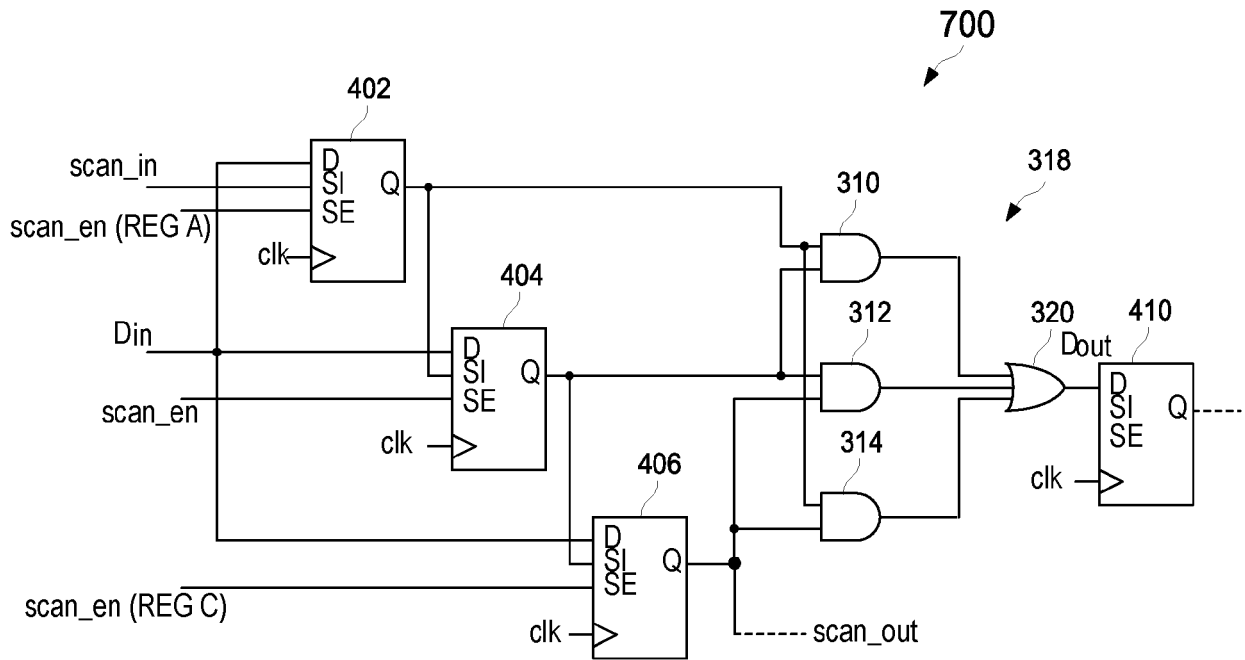 700
402
scan_in
D
SI
SE
Q
scan_en (REG A)
clk
318
310
404
Din
D
SI
SE
Q
scan_en
clk
312
320
410
Dout
D
SI
SE
Q
clk
314
406
D
SI
SE
Q
scan_en (REG C)
clk
scan_out